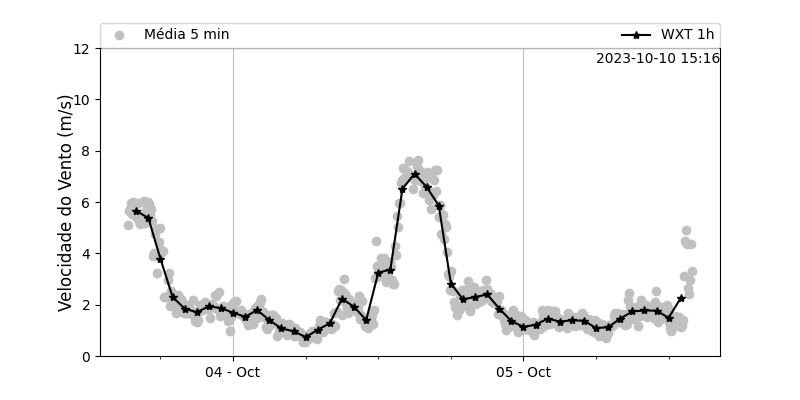 Média 5 min
WXT 1h
2023-10-10 15:16
Velocidade do Vento (m/s)
12
10
8
6
4
2
0
04 - Oct
05 - Oct